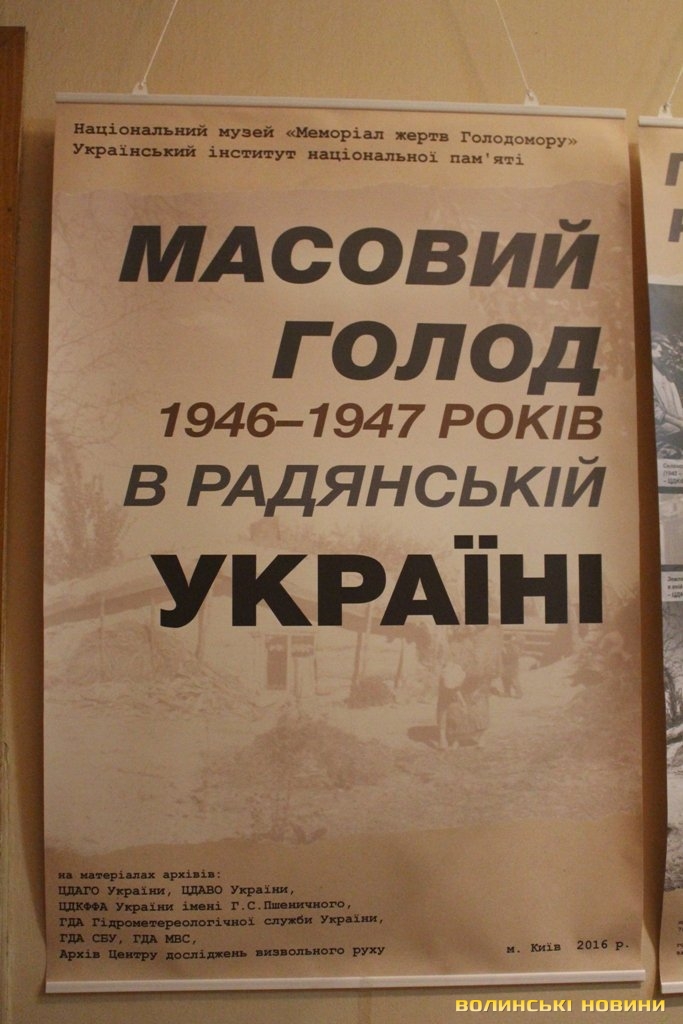 Національний музей «Меморіал жертв Голодомору»
Український інститут національної пам'яті
МАСОВИЙ
ГОЛОД
1946–1947 РОКІВ
В РАДЯНСЬКІЙ
УКРАЇНІ
на матеріалах архівів:
ЦДАГО України, ЦДАВО України,
ЦДКФФА України імені Г.С.Пшеничного,
ГДА Гідрометереологічної служби України,
ГДА СБУ, ГДА МВС,
Архів Центру досліджень визвольного руху
м. Київ 2016 р.
ВОЛИНСЬКІ НОВИНИ